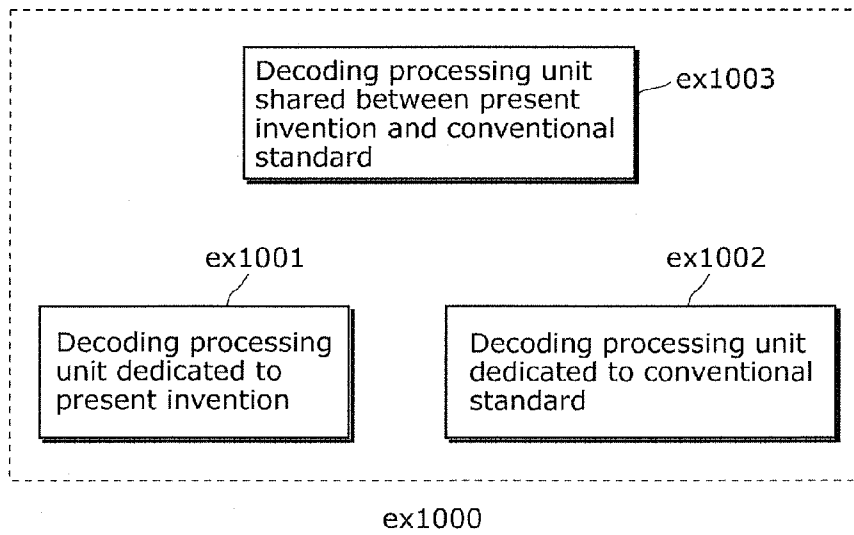 Decoding processing unit
shared between present
invention and conventional
standard
ex1003
ex1001
ex1002
Decoding processing
unit dedicated to
present invention
Decoding processing unit
dedicated to conventional
standard
ex1000